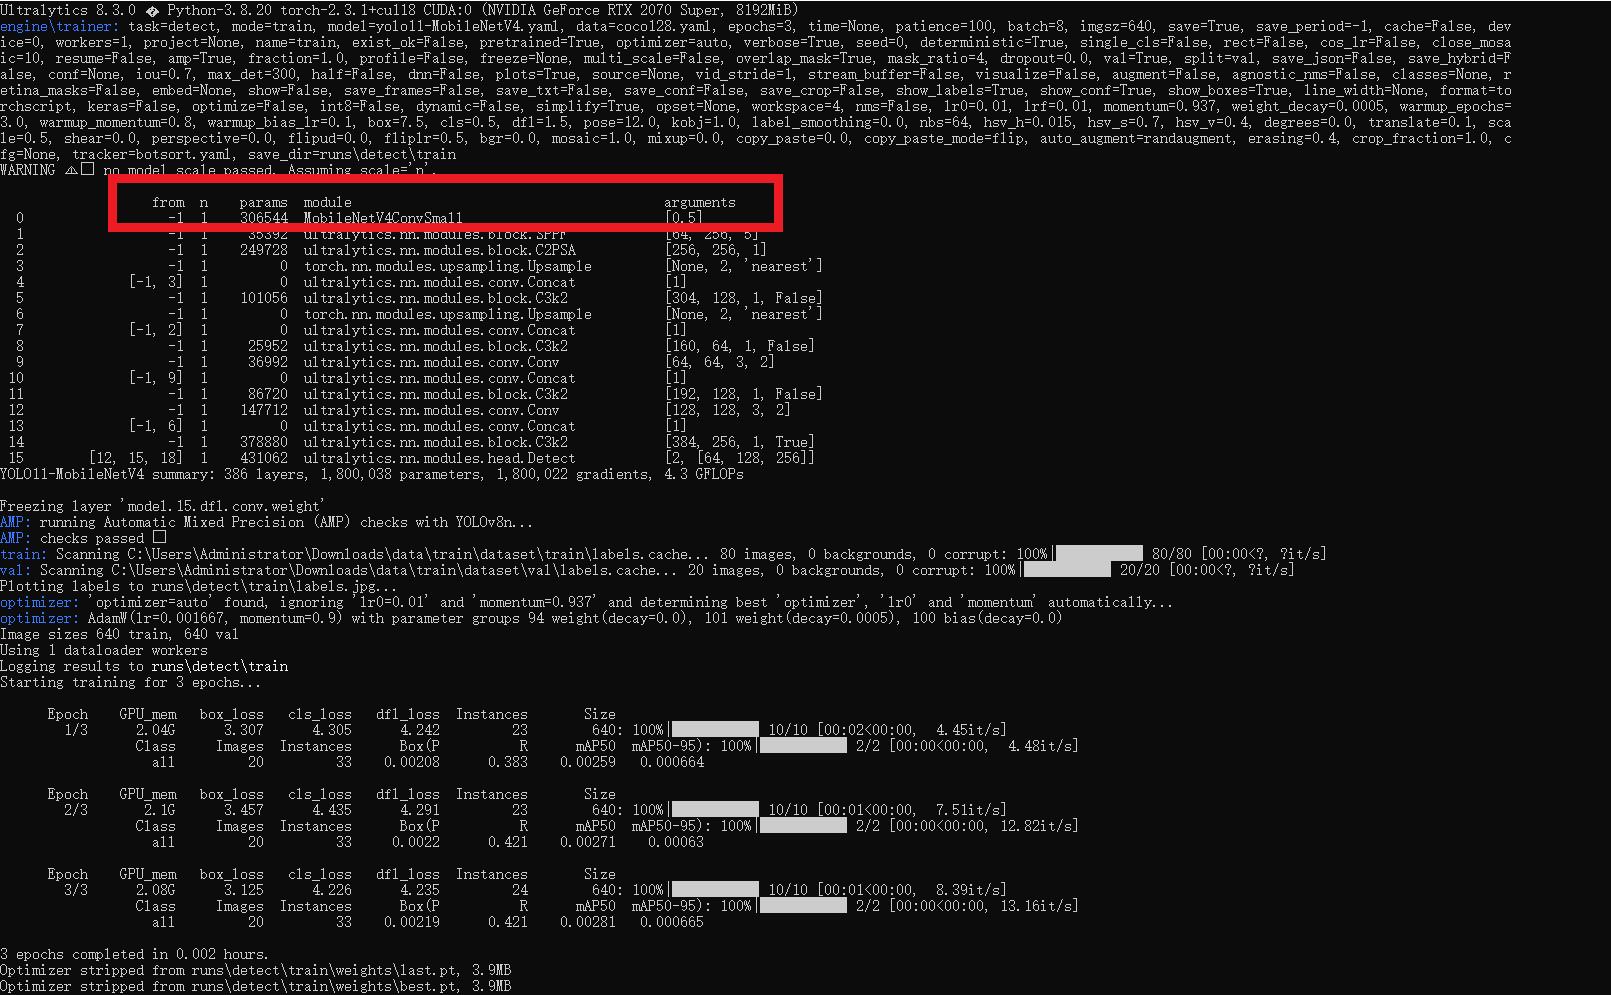 Ultralytics 8.3.0 � Python-3.8.20 torch-2.3.1+cu118 CUDA:0 (NVIDIA GeForce RTX 2070 Super, 8192MiB)
engine\trainer: task=detect, mode=train, model=yolo11-MobileNetV4.yaml, data=coco128.yaml, epochs=3, time=None, patience=100, batch=8, imgsz=640, save=True, save_period=-1, cache=False, dev
ice=0, workers=1, project=None, name=train, exist_ok=False, pretrained=True, optimizer=auto, verbose=True, seed=0, deterministic=True, single_cls=False, rect=False, cos_lr=False, close_mosa
ic=10, resume=False, amp=True, fraction=1.0, profile=False, freeze=None, multi_scale=False, overlap_mask=True, mask_ratio=4, dropout=0.0, val=True, split=val, save_json=False, save_hybrid=F
alse, conf=None, iou=0.7, max_det=300, half=False, dnn=False, plots=True, source=None, vid_stride=1, stream_buffer=False, visualize=False, augment=False, agnostic_nms=False, classes=None, r
etina_masks=False, embed=None, show=False, save_frames=False, save_txt=False, save_conf=False, save_crop=False, show_labels=True, show_conf=True, show_boxes=True, line_width=None, format=to
rchscript, keras=False, optimize=False, int8=False, dynamic=False, simplify=True, opset=None, workspace=4, nms=False, lr0=0.01, lrf=0.01, momentum=0.937, weight_decay=0.0005, warmup_epochs=
3.0, warmup_momentum=0.8, warmup_bias_lr=0.1, box=7.5, cls=0.5, dfl=1.5, pose=12.0, kobj=1.0, label_smoothing=0.0, nbs=64, hsv_h=0.015, hsv_s=0.7, hsv_v=0.4, degrees=0.0, translate=0.1, sca
le=0.5, shear=0.0, perspective=0.0, flipud=0.0, fliplr=0.5, bgr=0.0, mosaic=1.0, mixup=0.0, copy_paste=0.0, copy_paste_mode=flip, auto_augment=randaugment, erasing=0.4, crop_fraction=1.0, c
fg=None, tracker=botsort.yaml, save_dir=runs\detect\train
WARNING ⚠ no model scale passed. Assuming scale='n'.
from n params module arguments
0 -1 1 306544 MobileNetV4ConvSmall [0.5]
1 -1 1 35392 ultralytics.nn.modules.block.SPPF [64, 256, 5]
2 -1 1 249728 ultralytics.nn.modules.block.C2PSA [256, 256, 1]
3 -1 1 0 torch.nn.modules.upsampling.Upsample [None, 2, 'nearest']
4 [-1, 3] 1 0 ultralytics.nn.modules.conv.Concat [1]
5 -1 1 101056 ultralytics.nn.modules.block.C3k2 [304, 128, 1, False]
6 -1 1 0 torch.nn.modules.upsampling.Upsample [None, 2, 'nearest']
7 [-1, 2] 1 0 ultralytics.nn.modules.conv.Concat [1]
8 -1 1 25952 ultralytics.nn.modules.block.C3k2 [160, 64, 1, False]
9 -1 1 36992 ultralytics.nn.modules.conv.Conv [64, 64, 3, 2]
10 [-1, 9] 1 0 ultralytics.nn.modules.conv.Concat [1]
11 -1 1 86720 ultralytics.nn.modules.block.C3k2 [192, 128, 1, False]
12 -1 1 147712 ultralytics.nn.modules.conv.Conv [128, 128, 3, 2]
13 [-1, 6] 1 0 ultralytics.nn.modules.conv.Concat [1]
14 -1 1 378880 ultralytics.nn.modules.block.C3k2 [384, 256, 1, True]
15 [12, 15, 18] 1 431062 ultralytics.nn.modules.head.Detect [2, [64, 128, 256]]
YOLO11-MobileNetV4 summary: 386 layers, 1,800,038 parameters, 1,800,022 gradients, 4.3 GFLOPs
Freezing layer 'model.15.dfl.conv.weight'
AMP: running Automatic Mixed Precision (AMP) checks with YOLOv8n...
AMP: checks passed
train: Scanning C:\Users\Administrator\Downloads\data\train\dataset\train\labels.cache... 80 images, 0 backgrounds, 0 corrupt: 100%| 80/80 [00:00<?, ?it/s]
val: Scanning C:\Users\Administrator\Downloads\data\train\dataset\val\labels.cache... 20 images, 0 backgrounds, 0 corrupt: 100%| 20/20 [00:00<?, ?it/s]
Plotting labels to runs\detect\train\labels.jpg...
optimizer: 'optimizer=auto' found, ignoring 'lr0=0.01' and 'momentum=0.937' and determining best 'optimizer', 'lr0' and 'momentum' automatically...
optimizer: AdamW(lr=0.001667, momentum=0.9) with parameter groups 94 weight(decay=0.0), 101 weight(decay=0.0005), 100 bias(decay=0.0)
Image sizes 640 train, 640 val
Using 1 dataloader workers
Logging results to runs\detect\train
Starting training for 3 epochs...
Epoch GPU_mem box_loss cls_loss dfl_loss Instances Size
1/3 2.04G 3.307 4.305 4.242 23 640: 100%| 10/10 [00:02<00:00, 4.45it/s]
Class Images Instances Box(P R mAP50 mAP50-95): 100%| 2/2 [00:00<00:00, 4.48it/s]
all 20 33 0.00208 0.383 0.00259 0.000664
Epoch GPU_mem box_loss cls_loss dfl_loss Instances Size
2/3 2.1G 3.457 4.435 4.291 23 640: 100%| 10/10 [00:01<00:00, 7.51it/s]
Class Images Instances Box(P R mAP50 mAP50-95): 100%| 2/2 [00:00<00:00, 12.82it/s]
all 20 33 0.0022 0.421 0.00271 0.00063
Epoch GPU_mem box_loss cls_loss dfl_loss Instances Size
3/3 2.08G 3.125 4.226 4.235 24 640: 100%| 10/10 [00:01<00:00, 8.39it/s]
Class Images Instances Box(P R mAP50 mAP50-95): 100%| 2/2 [00:00<00:00, 13.16it/s]
all 20 33 0.00219 0.421 0.00281 0.000665
3 epochs completed in 0.002 hours.
Optimizer stripped from runs\detect\train\weights\last.pt, 3.9MB
Optimizer stripped from runs\detect\train\weights\best.pt, 3.9MB